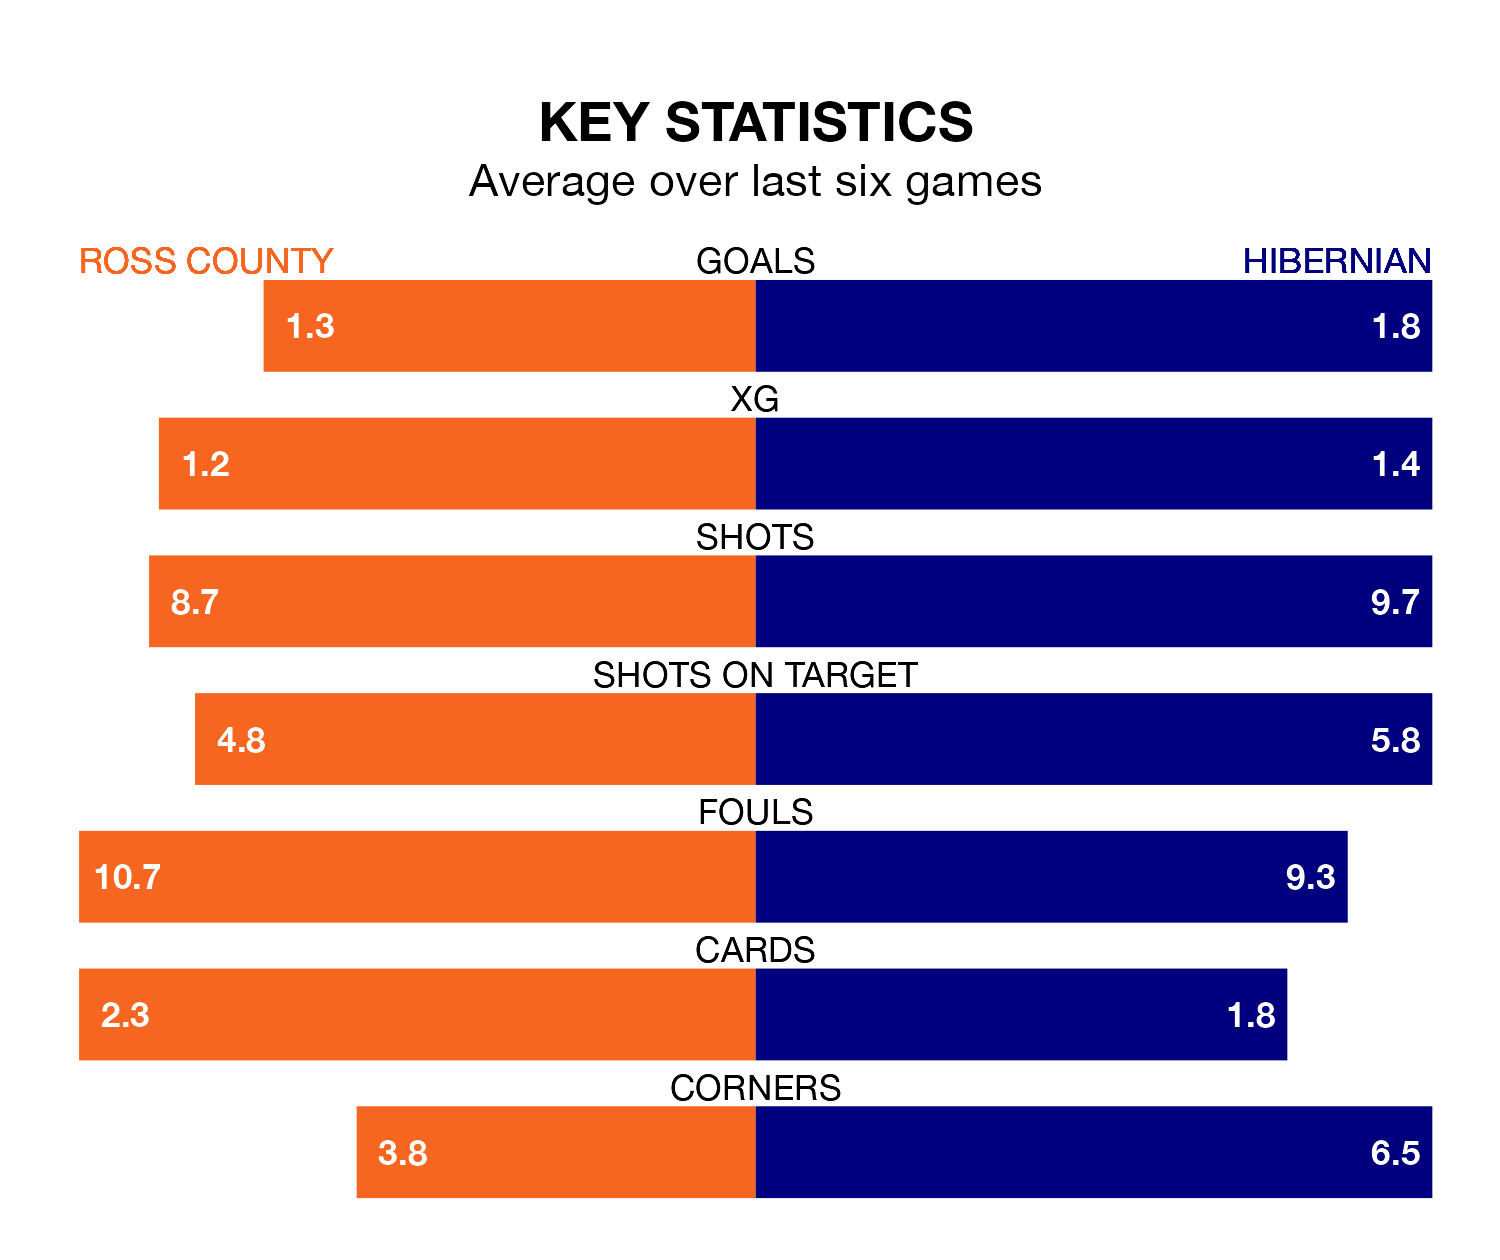 KEY STATISTICS
Average over last six games
ROSS COUNTY GOALS HIBERNIAN
1.3 1.8
XG
1.2 1.4
SHOTS
8.7 9.7
SHOTS ON TARGET
4.8 5.8
FOULS
10.7 9.3
CARDS
2.3 1.8
CORNERS
3.8 6.5